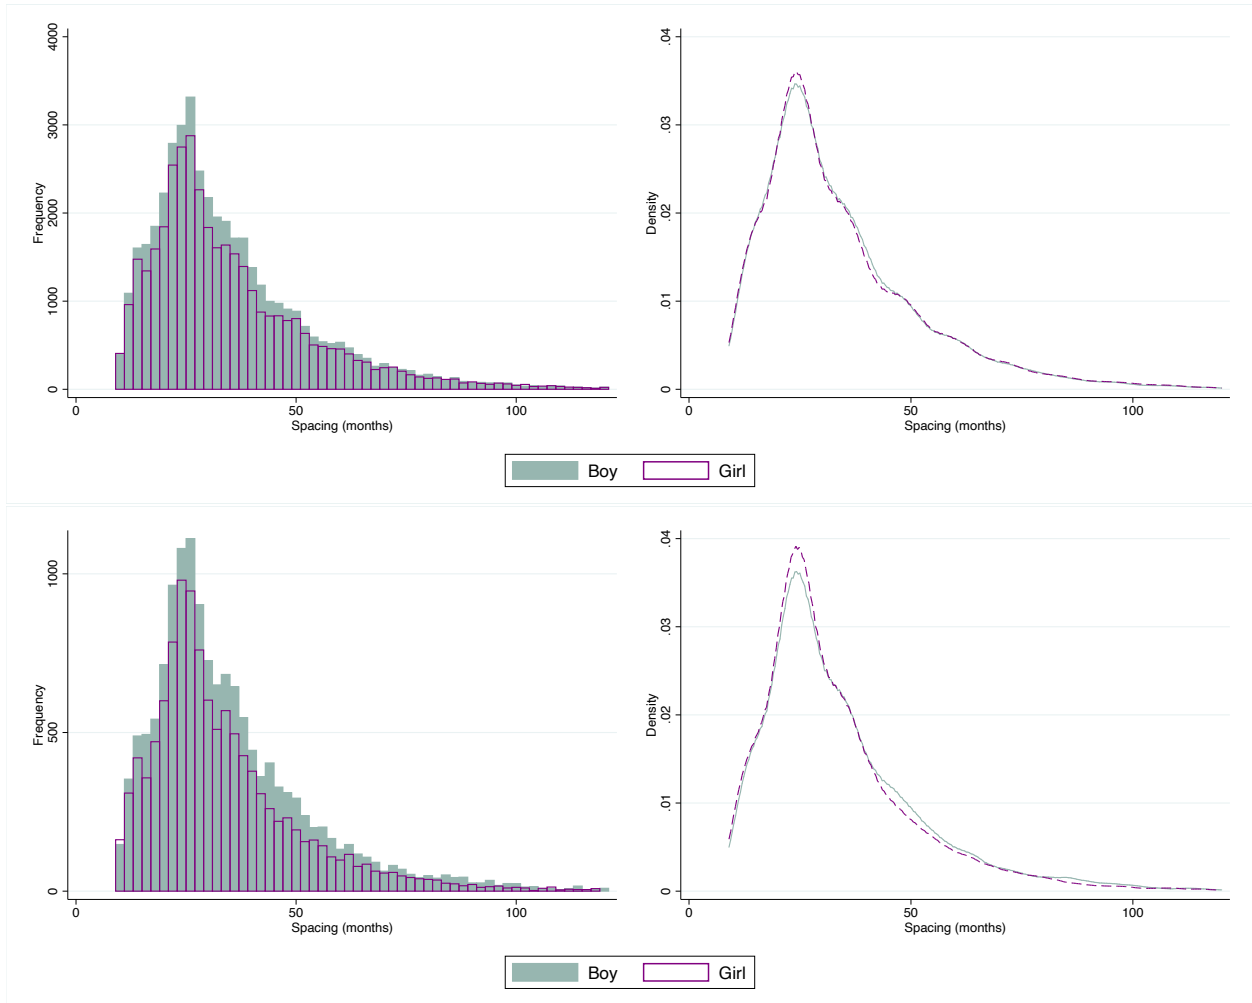 4000
3000
2000
1000
0
Frequency
0 50 100
Spacing (months)
.04
.03
.02
.01
0
Density
0 50 100
Spacing (months)
Boy Girl
1000
500
0
Frequency
0 50 100
Spacing (months)
.04
.03
.02
.01
0
Density
0 50 100
Spacing (months)
Boy Girl